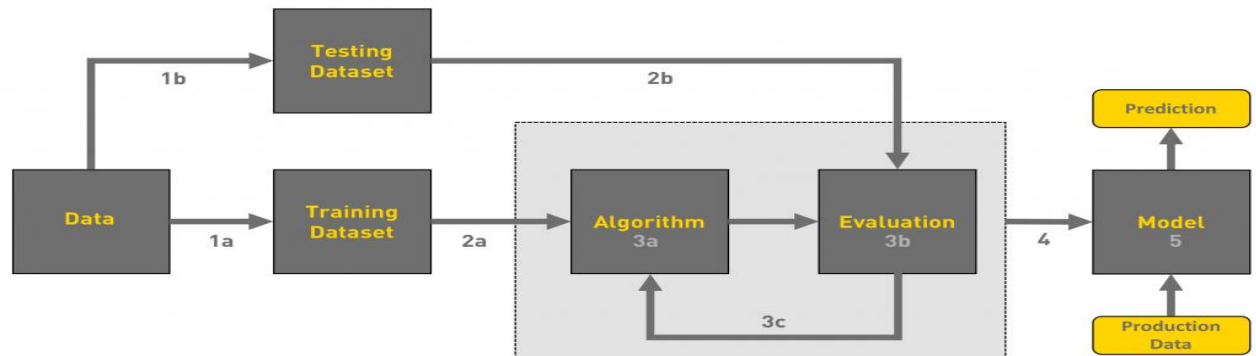 Testing
Dataset
1b
2b
Prediction
Data
1a
Training
Dataset
2a
Algorithm
3a
Evaluation
3b
4
Model
5
3c
Production
Data